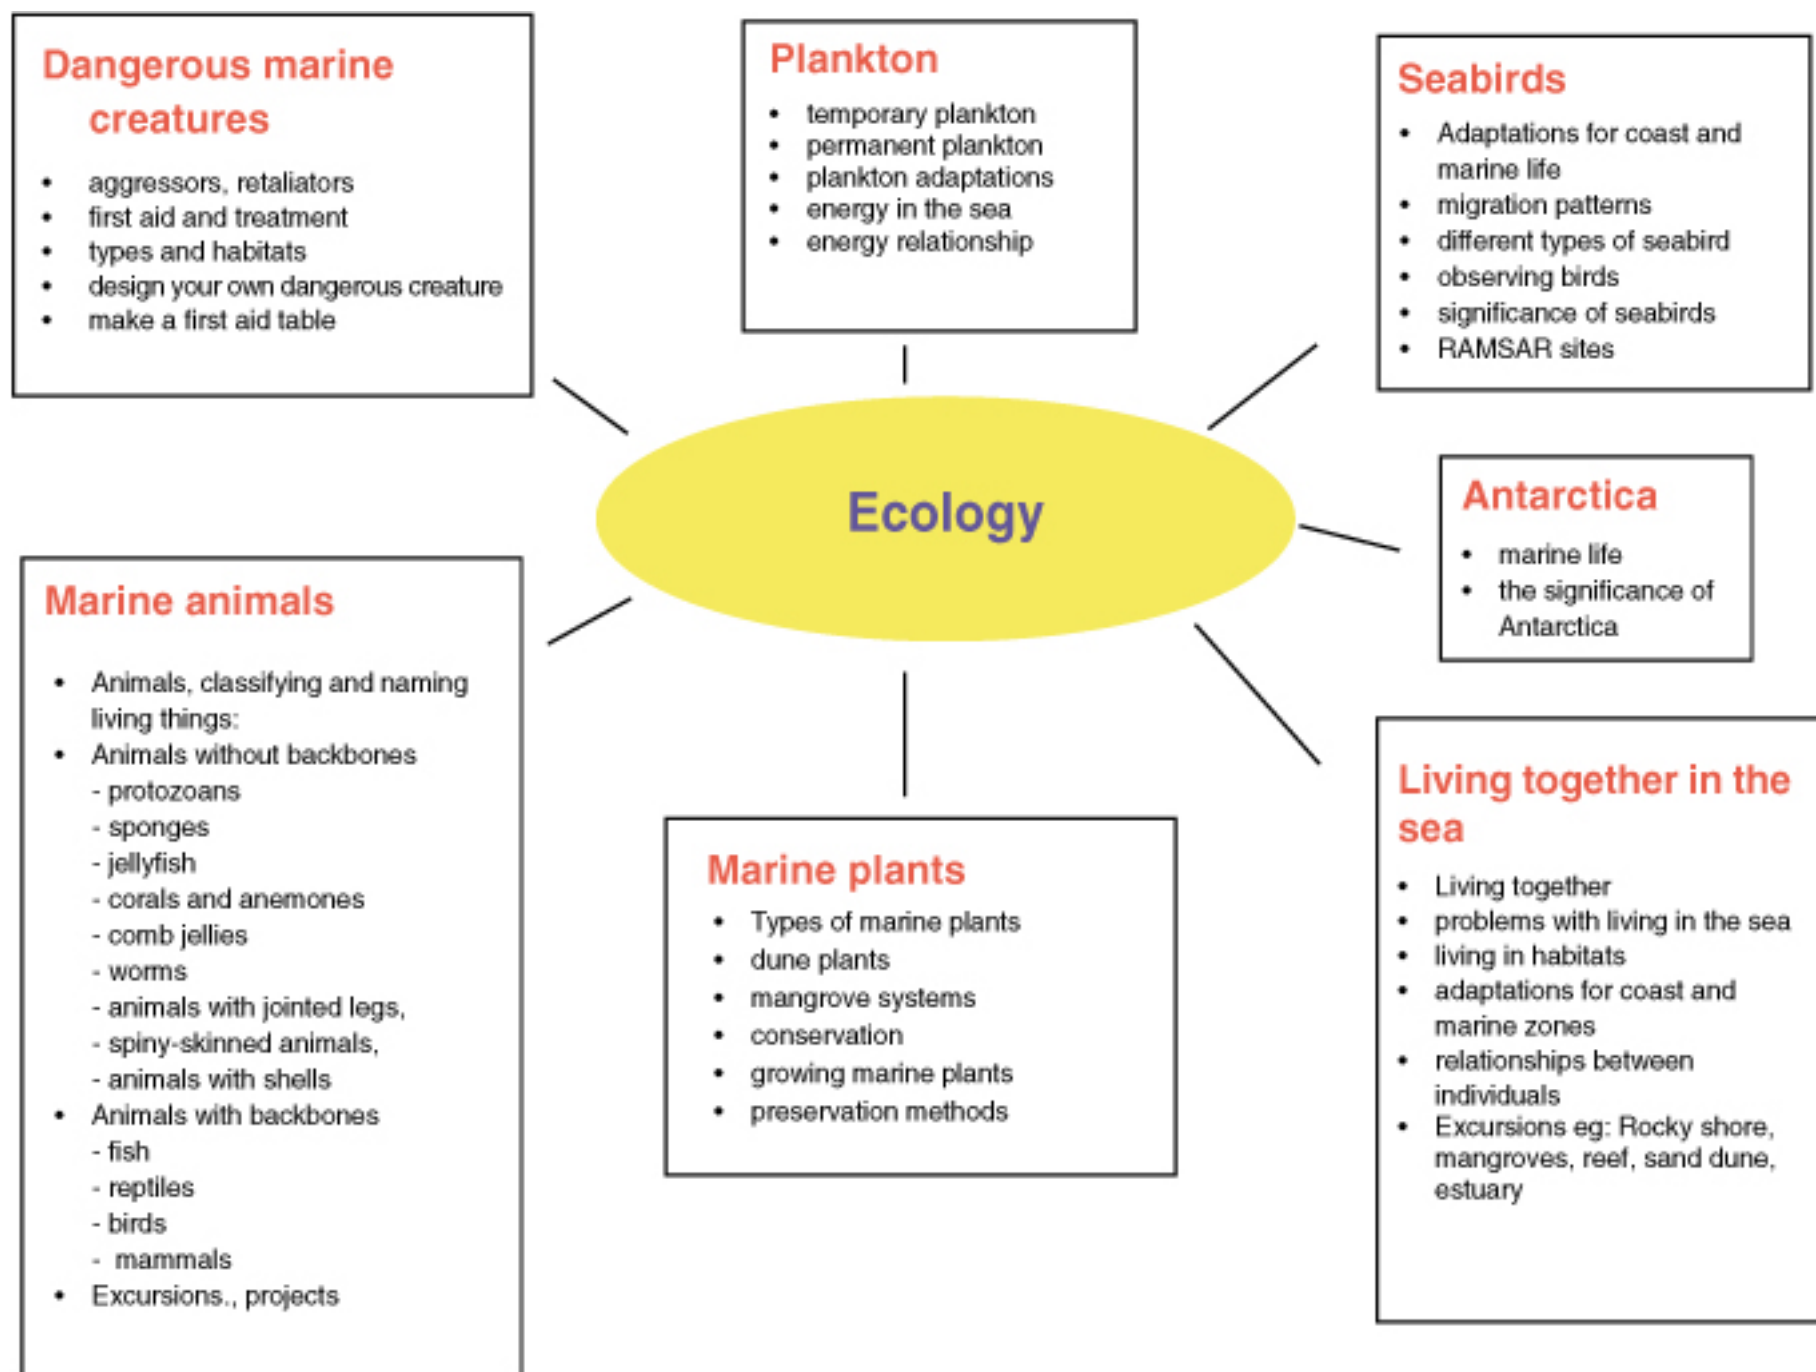 Dangerous marine
creatures
• aggressors, retaliators
• first aid and treatment
• types and habitats
• design your own dangerous creature
• make a first aid table
Plankton
• temporary plankton
• permanent plankton
• plankton adaptations
• energy in the sea
• energy relationship
Seabirds
• Adaptations for coast and
marine life
• migration patterns
• different types of seabird
• observing birds
• significance of seabirds
• RAMSAR sites
Ecology
Antarctica
• marine life
• the significance of
Antarctica
Marine animals
• Animals, classifying and naming
living things:
• Animals without backbones
- protozoans
- sponges
- jellyfish
- corals and anemones
- comb jellies
- worms
- animals with jointed legs,
- spiny-skinned animals,
- animals with shells
• Animals with backbones
- fish
- reptiles
- birds
- mammals
• Excursions., projects
Marine plants
• Types of marine plants
• dune plants
• mangrove systems
• conservation
• growing marine plants
• preservation methods
Living together in the
sea
• Living together
• problems with living in the sea
• living in habitats
• adaptations for coast and
marine zones
• relationships between
individuals
• Excursions eg: Rocky shore,
mangroves, reef, sand dune,
estuary